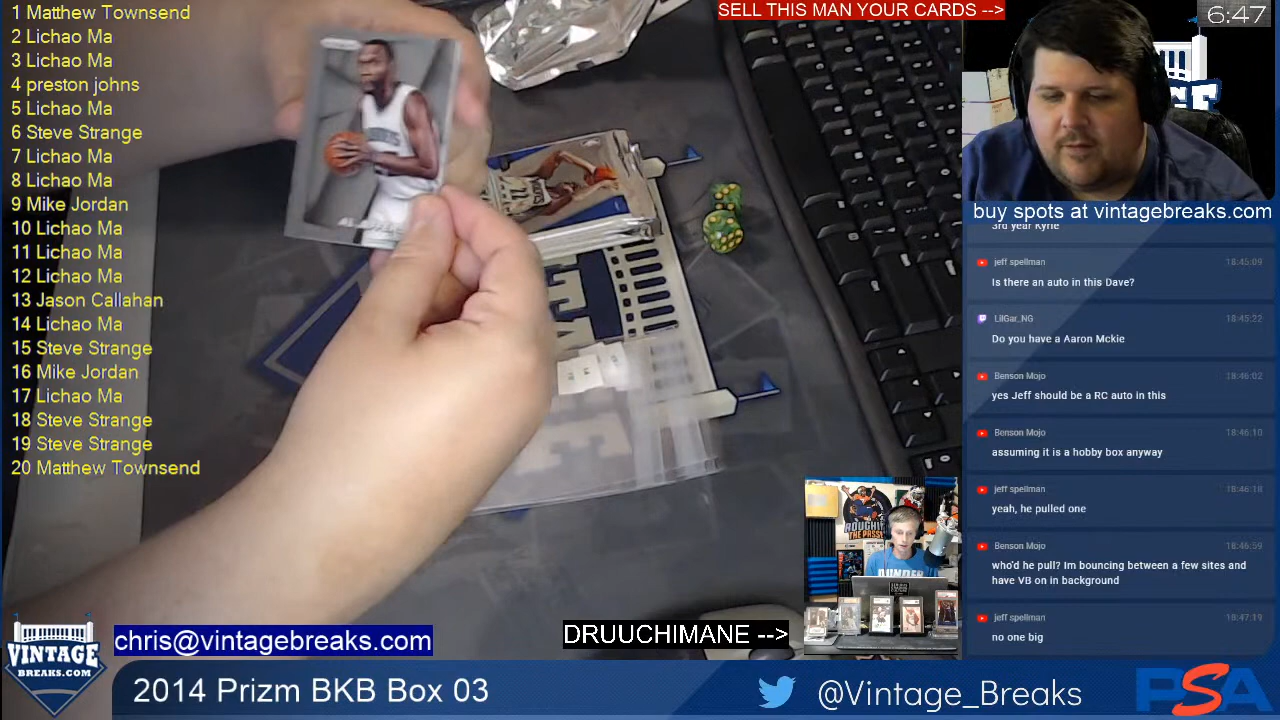 1 Matthew Townsend
2 Lichao Ma
3 Lichao Ma
4 preston johns
5 Lichao Ma
6 Steve Strange
7 Lichao Ma
8 Lichao Ma
9 Mike Jordan
10 Lichao Ma
11 Lichao Ma
12 Lichao Ma
13 Jason Callahan
14 Lichao Ma
15 Steve Strange
16 Mike Jordan
17 Lichao Ma
18 Steve Strange
19 Steve Strange
20 Matthew Townsend
SELL THIS MAN YOUR CARDS -->
6:47
buy spots at vintagebreaks.com
3rd year Kyrie
jeff spellman 18:45:09
Is there an auto in this Dave?
LilGar_NG 18:45:22
Do you have a Aaron Mckie
Benson Mojo 18:46:02
yes Jeff should be a RC auto in this
Benson Mojo 18:46:10
assuming it is a hobby box anyway
jeff spellman 18:46:18
yeah, he pulled one
Benson Mojo 18:46:59
who'd he pull? Im bouncing between a few sites and
have VB on in background
jeff spellman 18:47:19
no one big
22
ROUGHING
THE PASSER
DRUUCHIMANE -->
VINTAGE
BREAKS.COM
chris@vintagebreaks.com
2014 Prizm BKB Box 03
@Vintage_Breaks
PSA